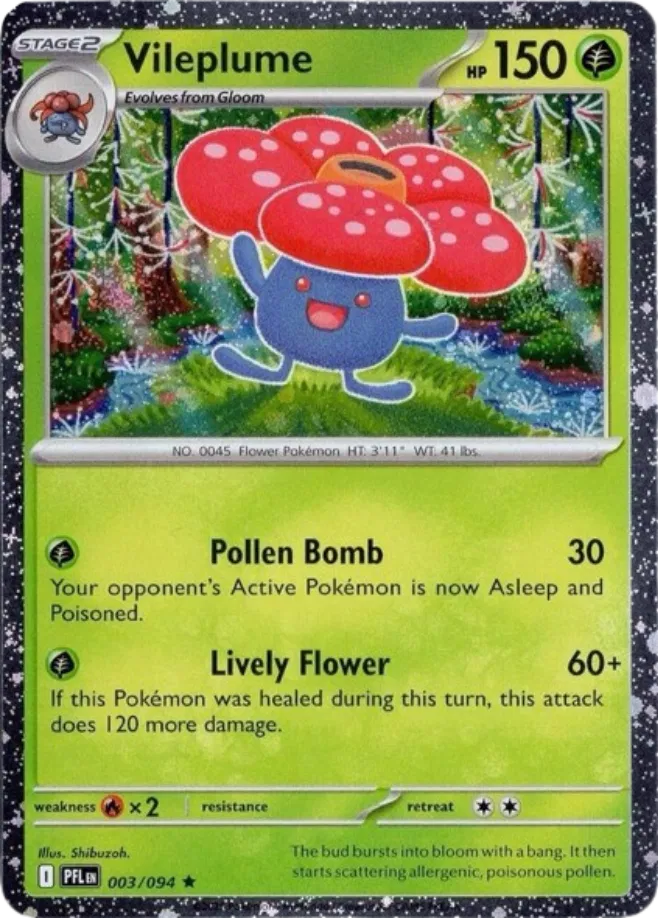 STAGE2 Vileplume HP 150
Evolves from Gloom
NO. 0045 Flower Pokémon HT: 3'11" WT: 41 lbs.
Pollen Bomb 30
Your opponent's Active Pokémon is now Asleep and
Poisoned.
Lively Flower 60+
If this Pokémon was healed during this turn, this attack
does 120 more damage.
weakness ×2 resistance retreat
Illus. Shibuzoh.
The bud bursts into bloom with a bang. It then
starts scattering allergenic, poisonous pollen.
I PFL EN 003/094 ★